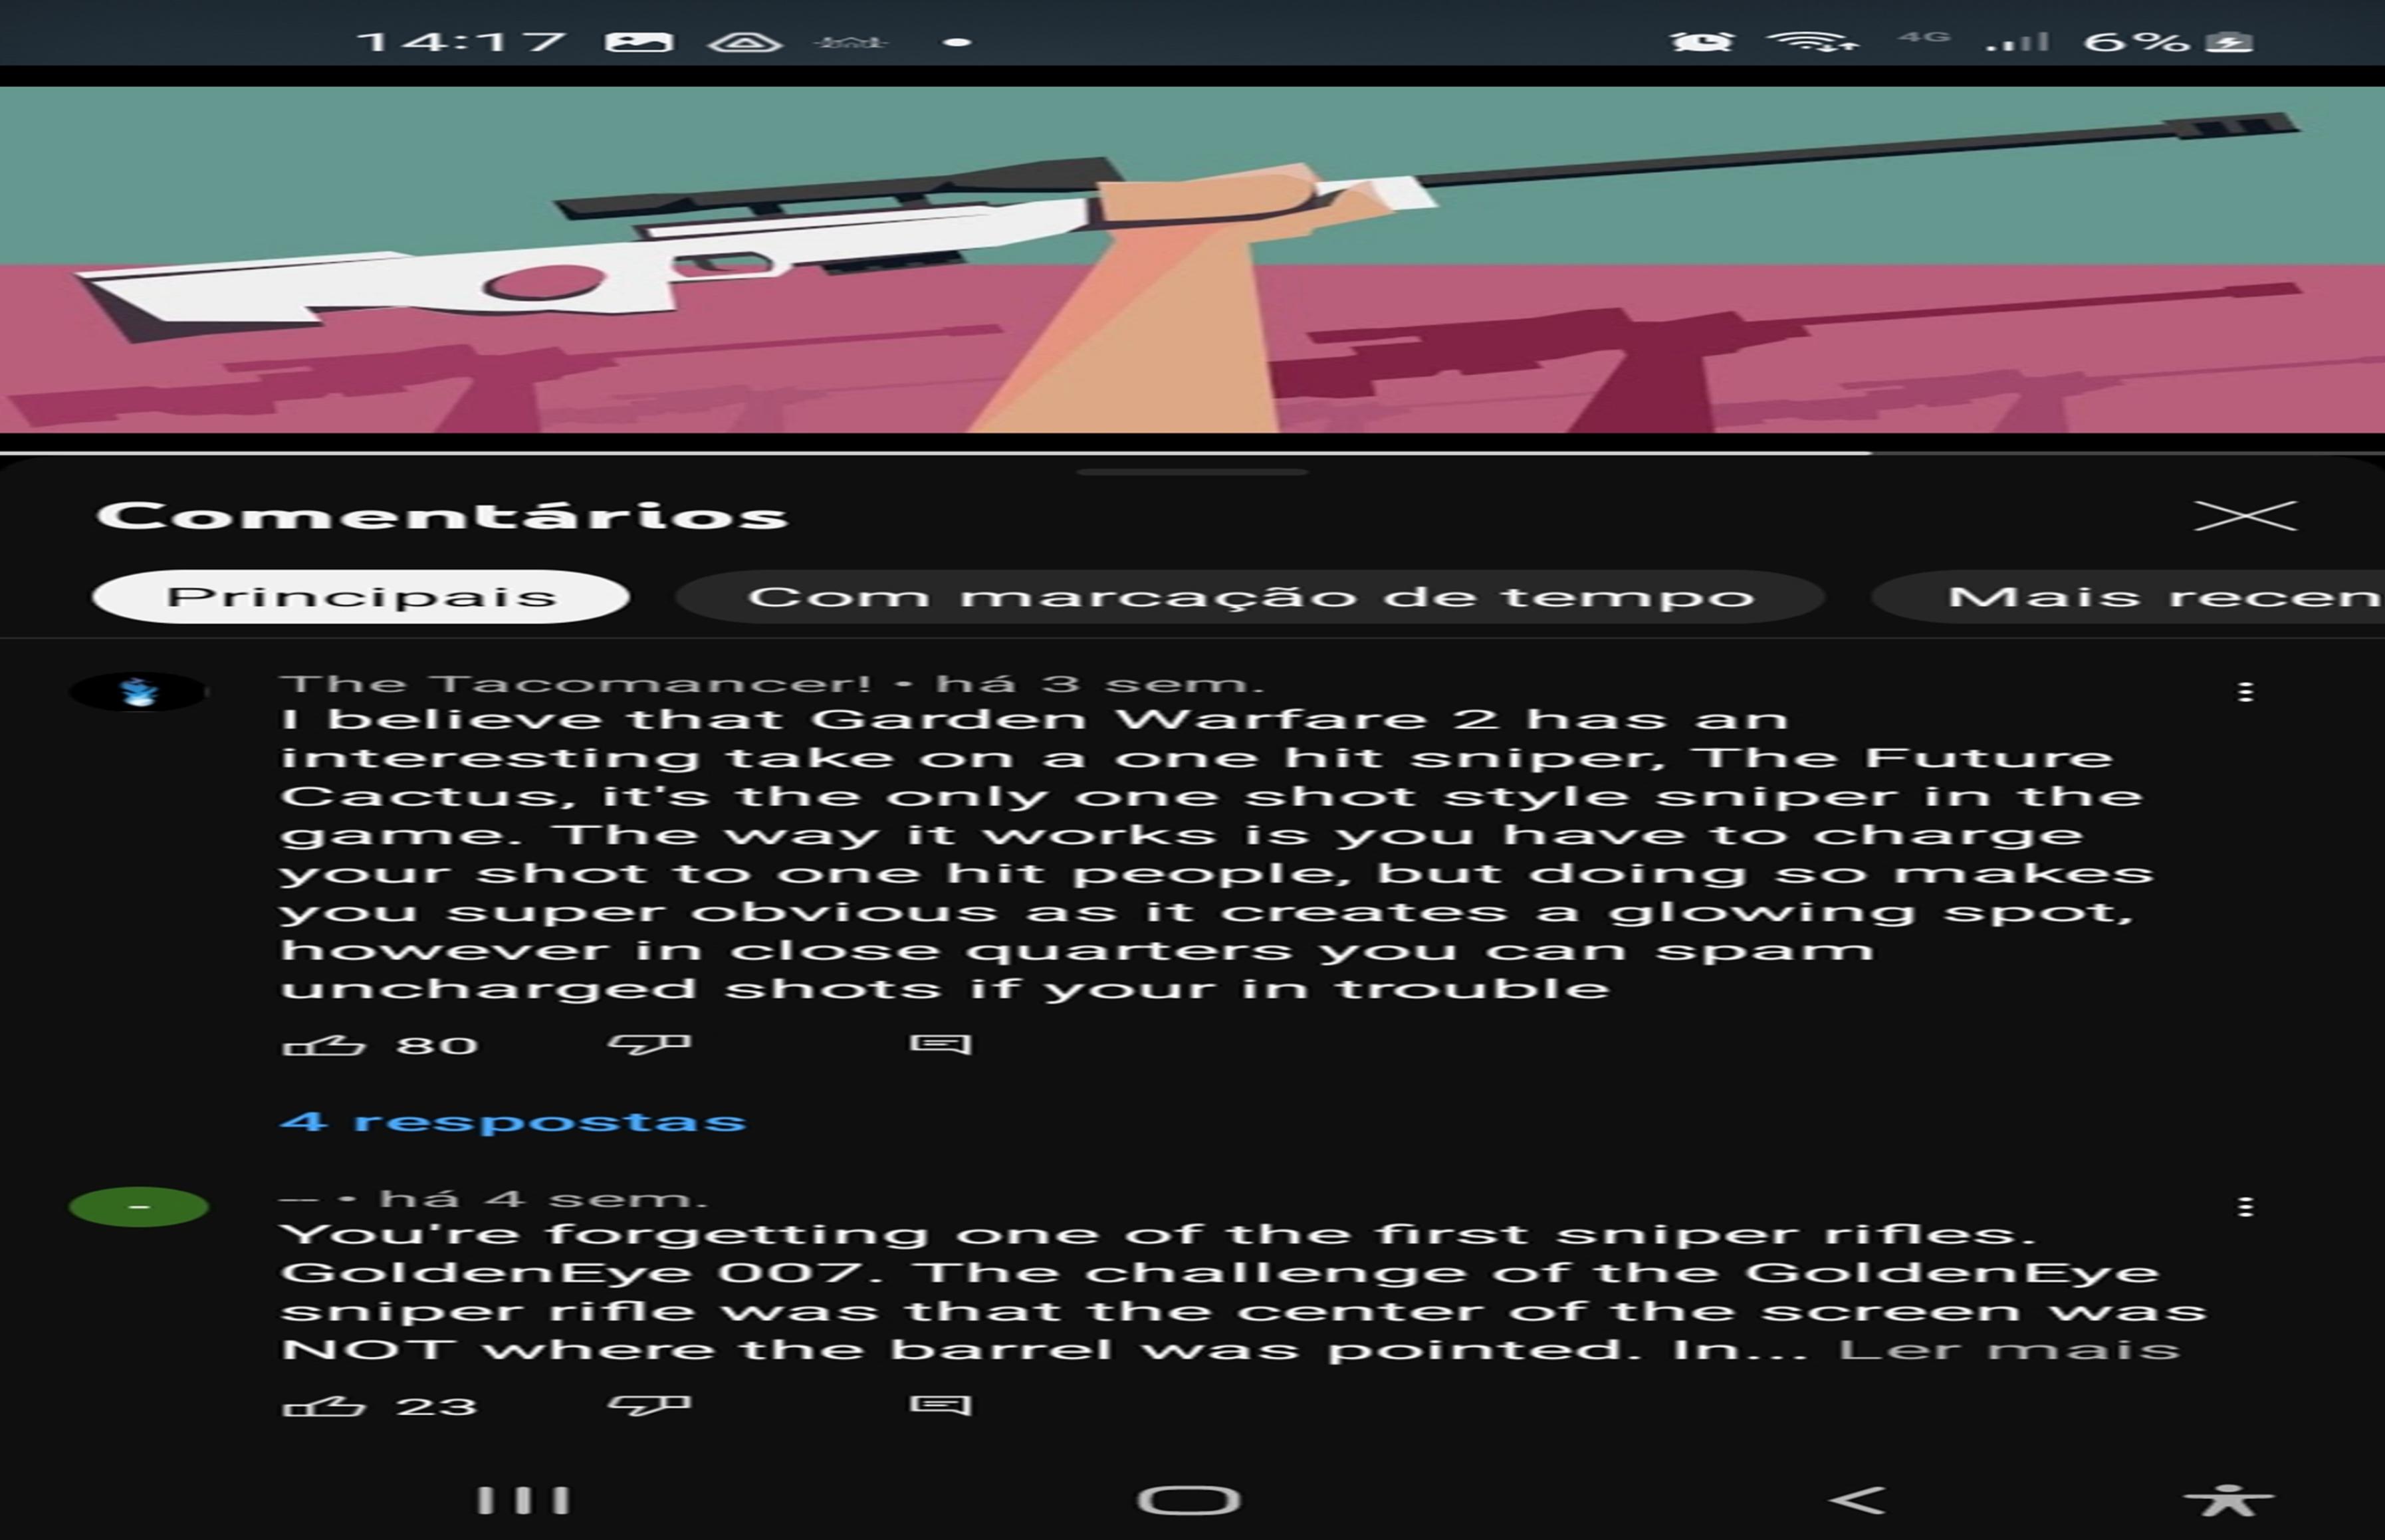 14:17
4G
6%
Comentários
Principais
Com marcação de tempo
Mais recen
The Tacomancer! • há 3 sem.
I believe that Garden Warfare 2 has an
interesting take on a one hit sniper, The Future
Cactus, it's the only one shot style sniper in the
game. The way it works is you have to charge
your shot to one hit people, but doing so makes
you super obvious as it creates a glowing spot,
however in close quarters you can spam
uncharged shots if your in trouble
80
4 respostas
-- • há 4 sem.
You're forgetting one of the first sniper rifles.
GoldenEye 007. The challenge of the GoldenEye
sniper rifle was that the center of the screen was
NOT where the barrel was pointed. In... Ler mais
23